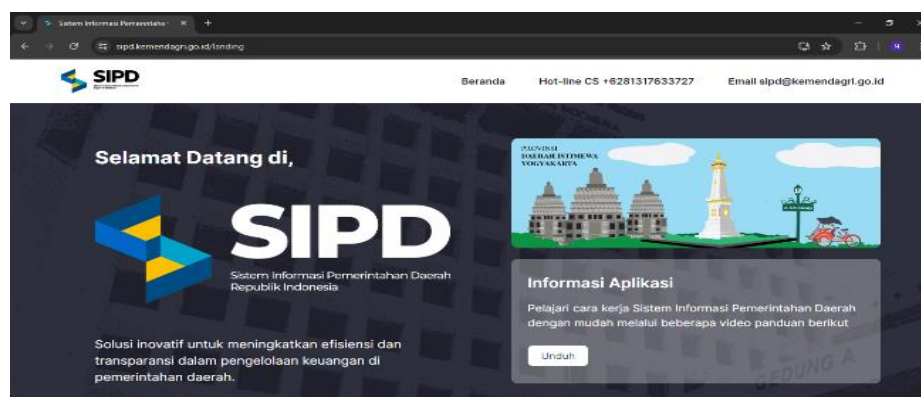 Sistem Informasi Pemerintahan
sipd.kemendagri.go.id/landing
SIPD
Beranda
Hot-line CS +6281317633727
Email sipd@kemendagri.go.id
Selamat Datang di,
SIPD
Sistem Informasi Pemerintahan Daerah
Republik Indonesia
Solusi inovatif untuk meningkatkan efisiensi dan
transparansi dalam pengelolaan keuangan di
pemerintahan daerah.
PROVINSI
DAERAH ISTIMEWA
YOGYAKARTA
Informasi Aplikasi
Pelajari cara kerja Sistem Informasi Pemerintahan Daerah
dengan mudah melalui beberapa video panduan berikut
Unduh
GEDUNG A